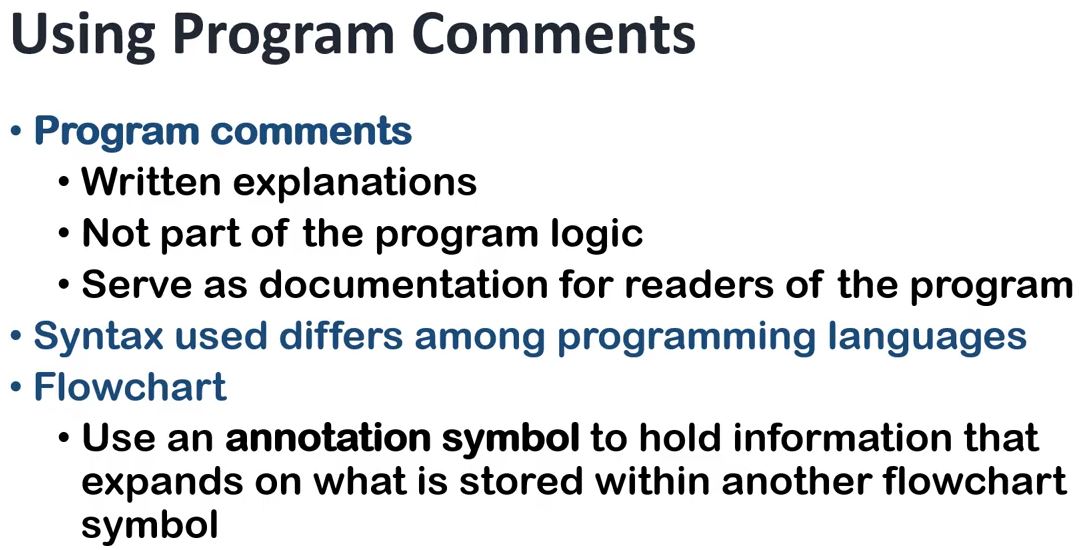 Using Program Comments
• Program comments
• Written explanations
• Not part of the program logic
• Serve as documentation for readers of the program
• Syntax used differs among programming languages
• Flowchart
• Use an annotation symbol to hold information that
expands on what is stored within another flowchart
symbol